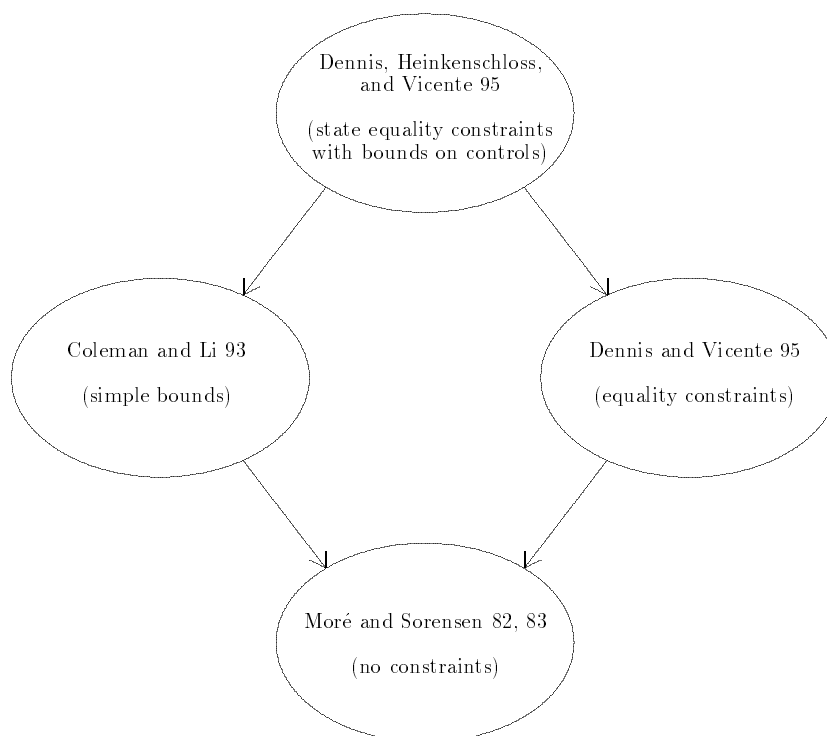 Dennis, Heinkenschloss,
and Vicente 95
(state equality constraints
with bounds on controls)
Coleman and Li 93
(simple bounds)
Dennis and Vicente 95
(equality constraints)
Moré and Sorensen 82, 83
(no constraints)